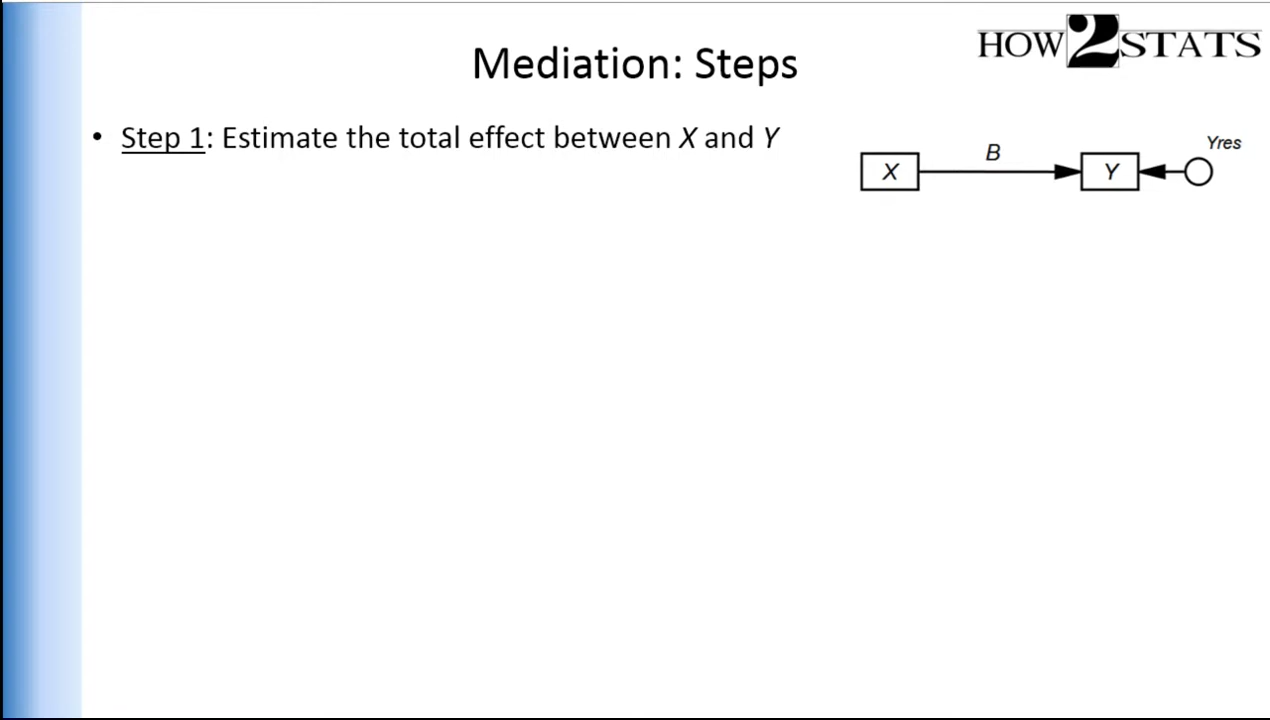 HOW2STATS
Mediation: Steps
• Step 1: Estimate the total effect between X and Y
Yres
B
X
Y